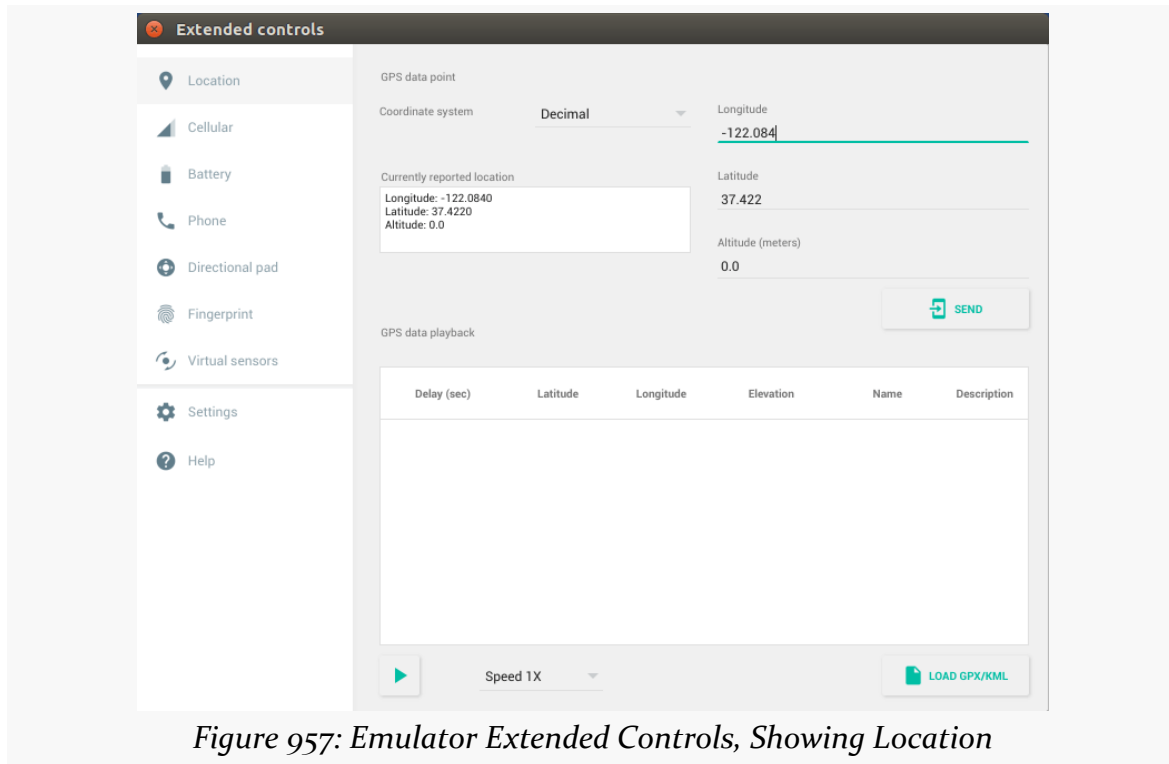 Extended controls
Location
Cellular
Battery
Phone
Directional pad
Fingerprint
Virtual sensors
Settings
Help
GPS data point
Coordinate system
Decimal
Longitude
-122.084
Currently reported location
Longitude: -122.0840
Latitude: 37.4220
Altitude: 0.0
Latitude
37.422
Altitude (meters)
0.0
SEND
GPS data playback
Delay (sec) Latitude Longitude Elevation Name Description
Speed 1X
LOAD GPX/KML
Figure 957: Emulator Extended Controls, Showing Location